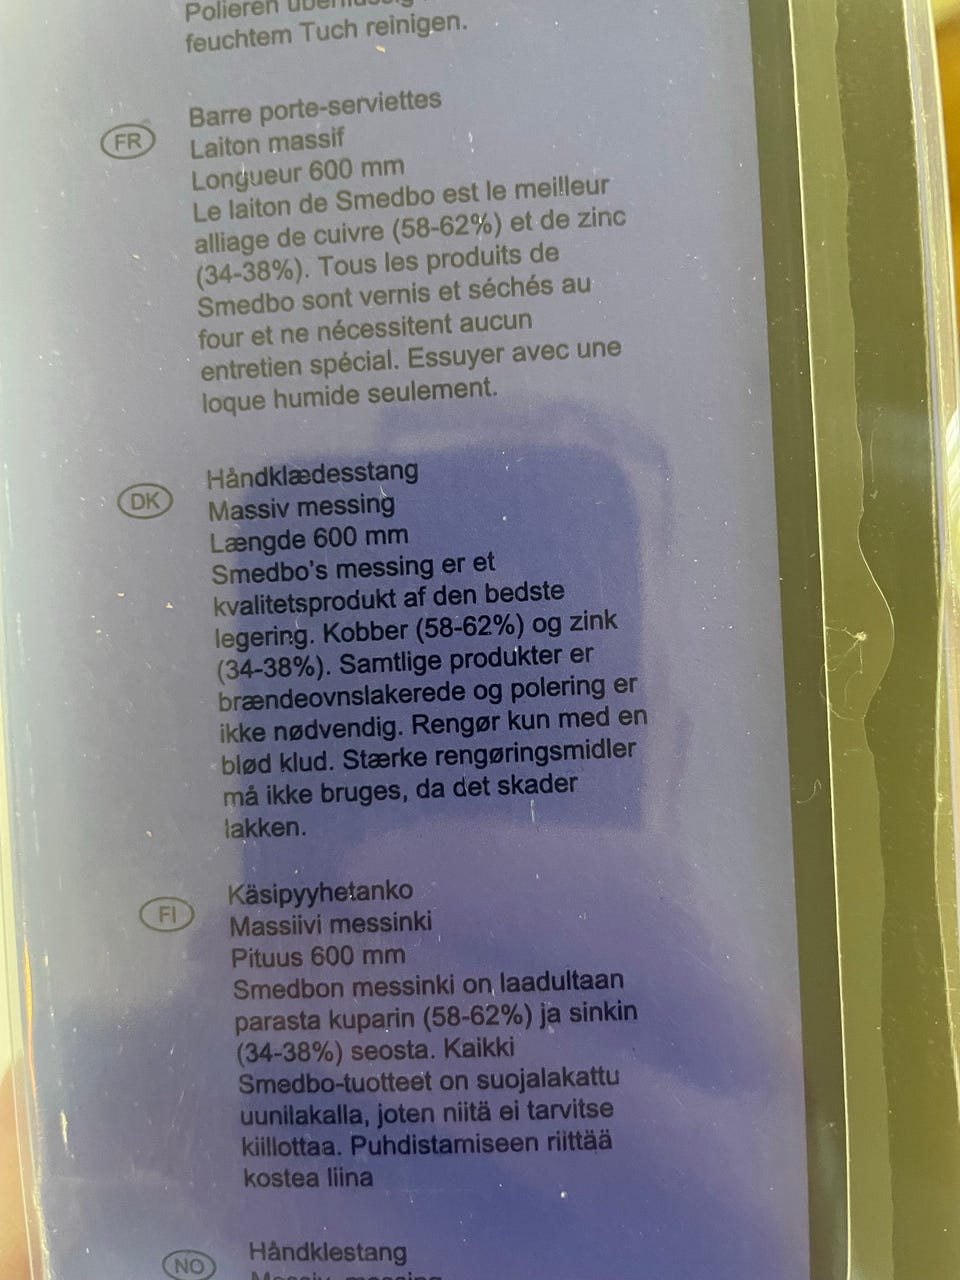 Polieren
feuchtem Tuch reinigen.
FR
Barre porte-serviettes
Laiton massif
Longueur 600 mm
Le laiton de Smedbo est le meilleur
alliage de cuivre (58-62%) et de zinc
(34-38%). Tous les produits de
Smedbo sont vernis et séchés au
four et ne nécessitent aucun
entretien spécial. Essuyer avec une
loque humide seulement.
DK
Håndklædesstang
Massiv messing
Længde 600 mm
Smedbo's messing er et
kvalitetsprodukt af den bedste
legering. Kobber (58-62%) og zink
(34-38%). Samtlige produkter er
brændeovnslakerede og polering er
ikke nødvendig. Rengør kun med en
blød klud. Stærke rengøringsmidler
må ikke bruges, da det skader
lakken.
FI
Käsipyyhetanko
Massiivi messinki
Pituus 600 mm
Smedbon messinki on laadultaan
parasta kuparin (58-62%) ja sinkin
(34-38%) seosta. Kaikki
Smedbo-tuotteet on suojalakattu
uunilakalla, joten niitä ei tarvitse
kiillottaa. Puhdistamiseen riittää
kostea liina
NO
Håndklestang
Massiv messing